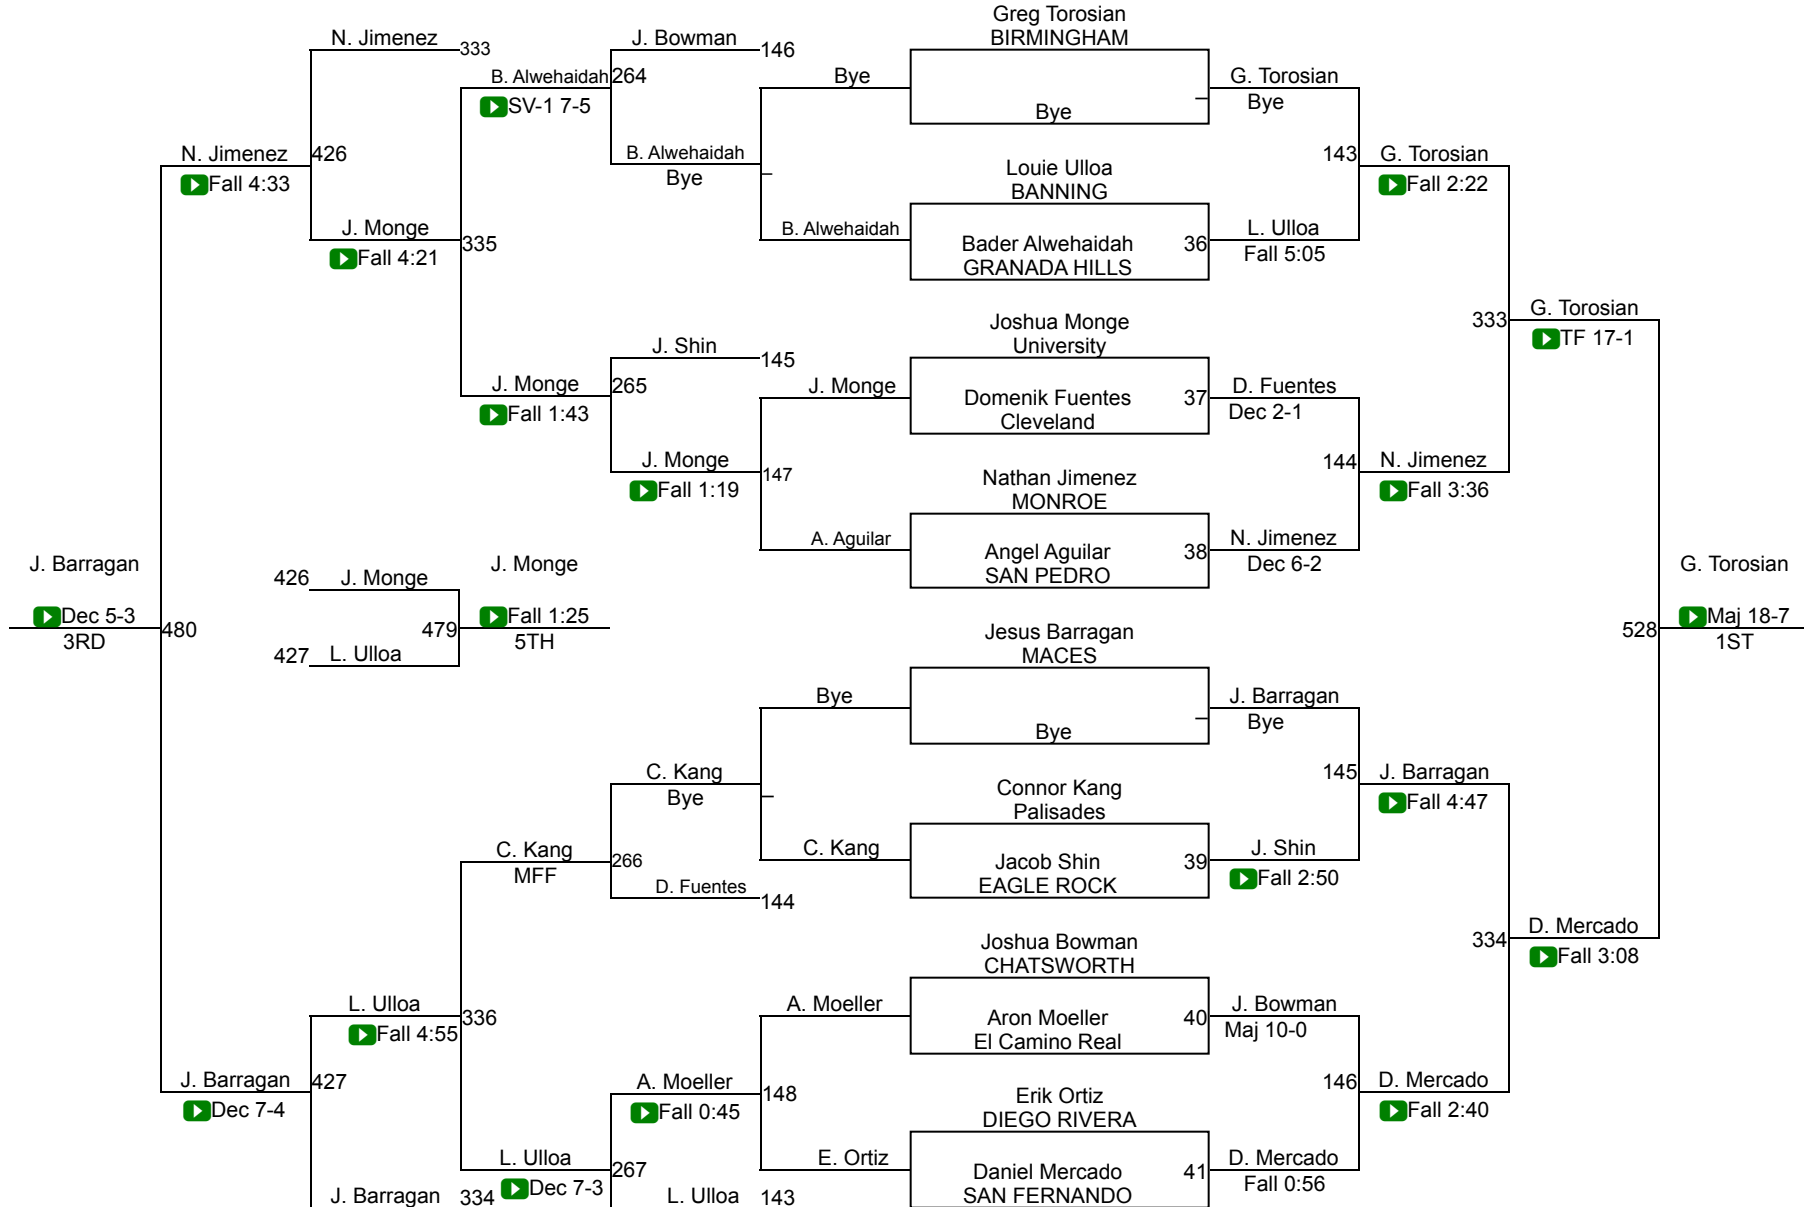 Greg Torosian
N. Jimenez 333 J. Bowman 146 BIRMINGHAM
B. Alwehaidah 264 Bye G. Torosian
SV-1 7-5 Bye Bye
N. Jimenez 426 B. Alwehaidah 143 G. Torosian
Fall 4:33 Bye Louie Ulloa Fall 2:22
BANNING
J. Monge 335 B. Alwehaidah Bader Alwehaidah 36 L. Ulloa
Fall 4:21 GRANADA HILLS Fall 5:05
Joshua Monge 333 G. Torosian
J. Shin 145 University TF 17-1
J. Monge 265 J. Monge Domenik Fuentes 37 D. Fuentes
Fall 1:43 Cleveland Dec 2-1
J. Monge 147 Nathan Jimenez 144 N. Jimenez
Fall 1:19 MONROE Fall 3:36
A. Aguilar Angel Aguilar 38 N. Jimenez
J. Barragan 426 J. Monge J. Monge SAN PEDRO Dec 6-2 G. Torosian
Dec 5-3 480 479 Fall 1:25 Jesus Barragan 528 Maj 18-7
3RD 427 L. Ulloa 5TH MACES 1ST
Bye J. Barragan
Bye Bye
C. Kang 145 J. Barragan
Bye Connor Kang Fall 4:47
Palisades
C. Kang 266 C. Kang Jacob Shin 39 J. Shin
MFF D. Fuentes 144 EAGLE ROCK Fall 2:50
Joshua Bowman 334 D. Mercado
CHATSWORTH Fall 3:08
L. Ulloa 336 A. Moeller Aron Moeller 40 J. Bowman
Fall 4:55 El Camino Real Maj 10-0
J. Barragan 427 A. Moeller 148 Erik Ortiz 146 D. Mercado
Dec 7-4 Fall 0:45 DIEGO RIVERA Fall 2:40
L. Ulloa 267 E. Ortiz Daniel Mercado 41 D. Mercado
J. Barragan 334 Dec 7-3 L. Ulloa 143 SAN FERNANDO Fall 0:56